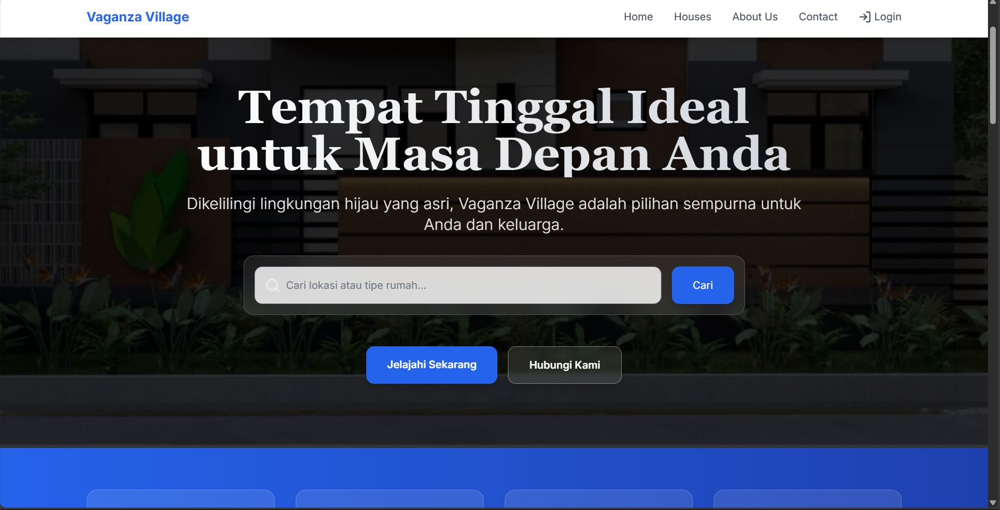 Vaganza Village
Home
Houses
About Us
Contact
Login
Tempat Tinggal Ideal
untuk Masa Depan Anda
Dikelilingi lingkungan hijau yang asri, Vaganza Village adalah pilihan sempurna untuk
Anda dan keluarga.
Cari lokasi atau tipe rumah...
Cari
Jelajahi Sekarang
Hubungi Kami